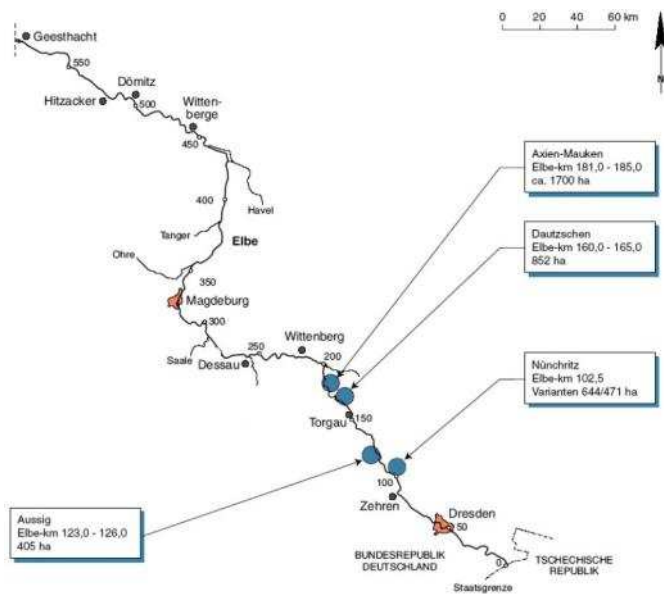 0 20 40 60 km
N
Geesthacht
550
Dömitz
Hitzacker
500
Witten-
berge
450
Havel
400
Tanger
Elbe
Ohre
350
Magdeburg
300
Saale
Dessau
250
Wittenberg
200
Torgau
150
100
Zehren
Dresden
50
0
BUNDESREPUBLIK
DEUTSCHLAND
TSCHECHISCHE
REPUBLIK
Staatsgrenze
Axien-Mauken
Elbe-km 181,0 - 185,0
ca. 1700 ha
Dautzschen
Elbe-km 160,0 - 165,0
852 ha
Nünchritz
Elbe-km 102,5
Varianten 644/471 ha
Aussig
Elbe-km 123,0 - 126,0
405 ha